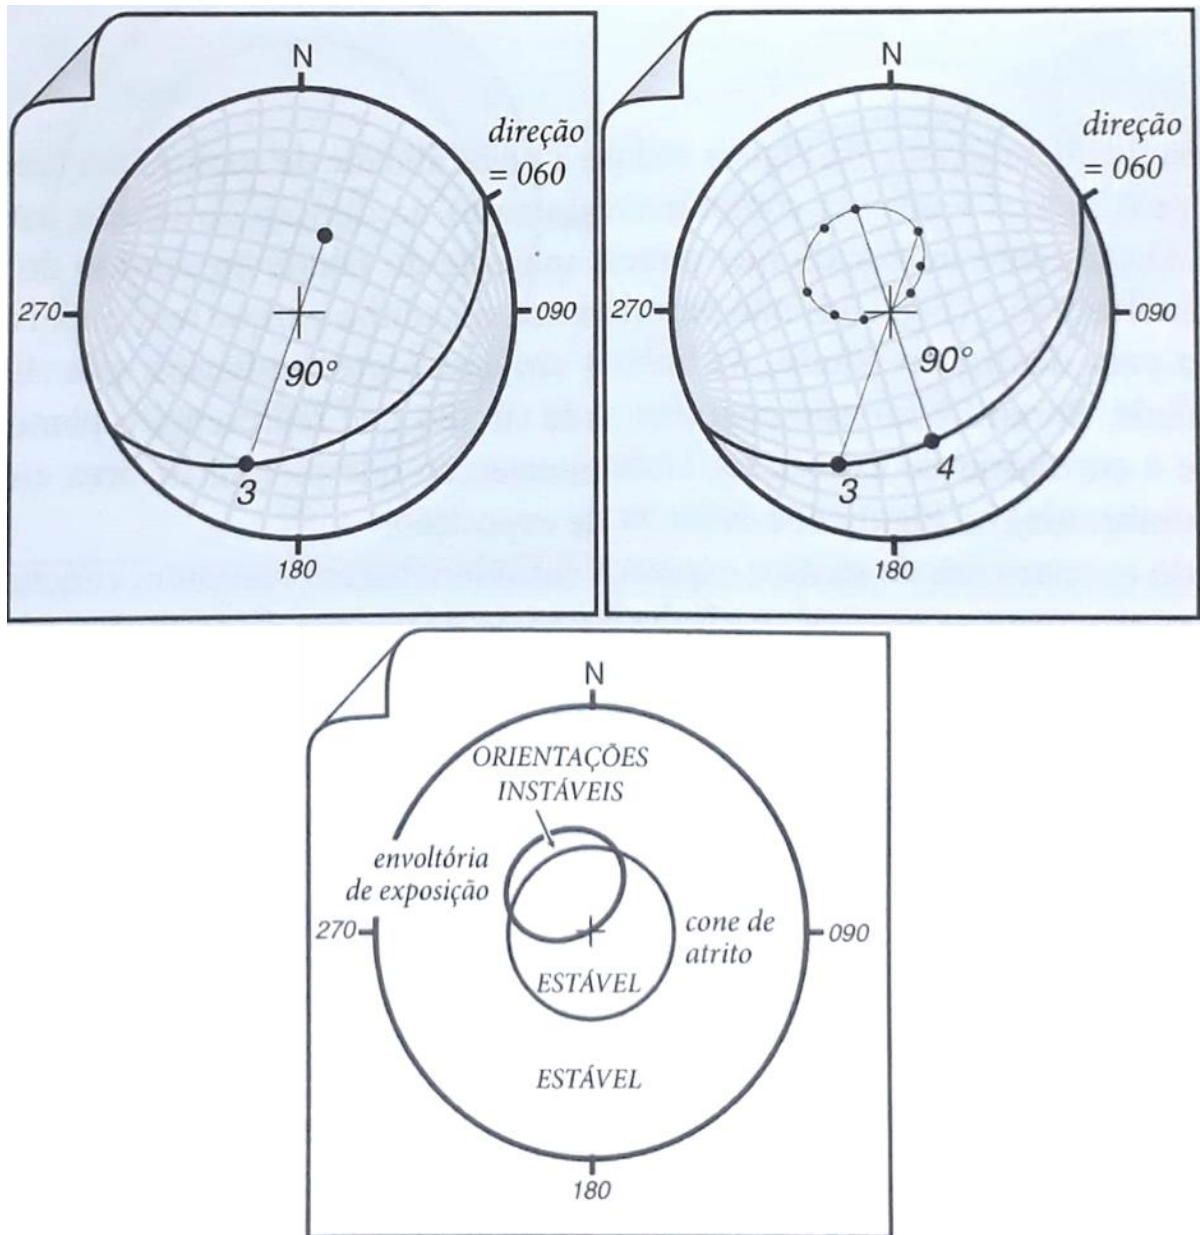 N
direção
= 060
270
090
90°
3
180
N
direção
= 060
270
090
90°
3
4
180
N
ORIENTAÇÕES
INSTÁVEIS
envoltória
de exposição
270
090
cone de
atrito
ESTÁVEL
ESTÁVEL
180